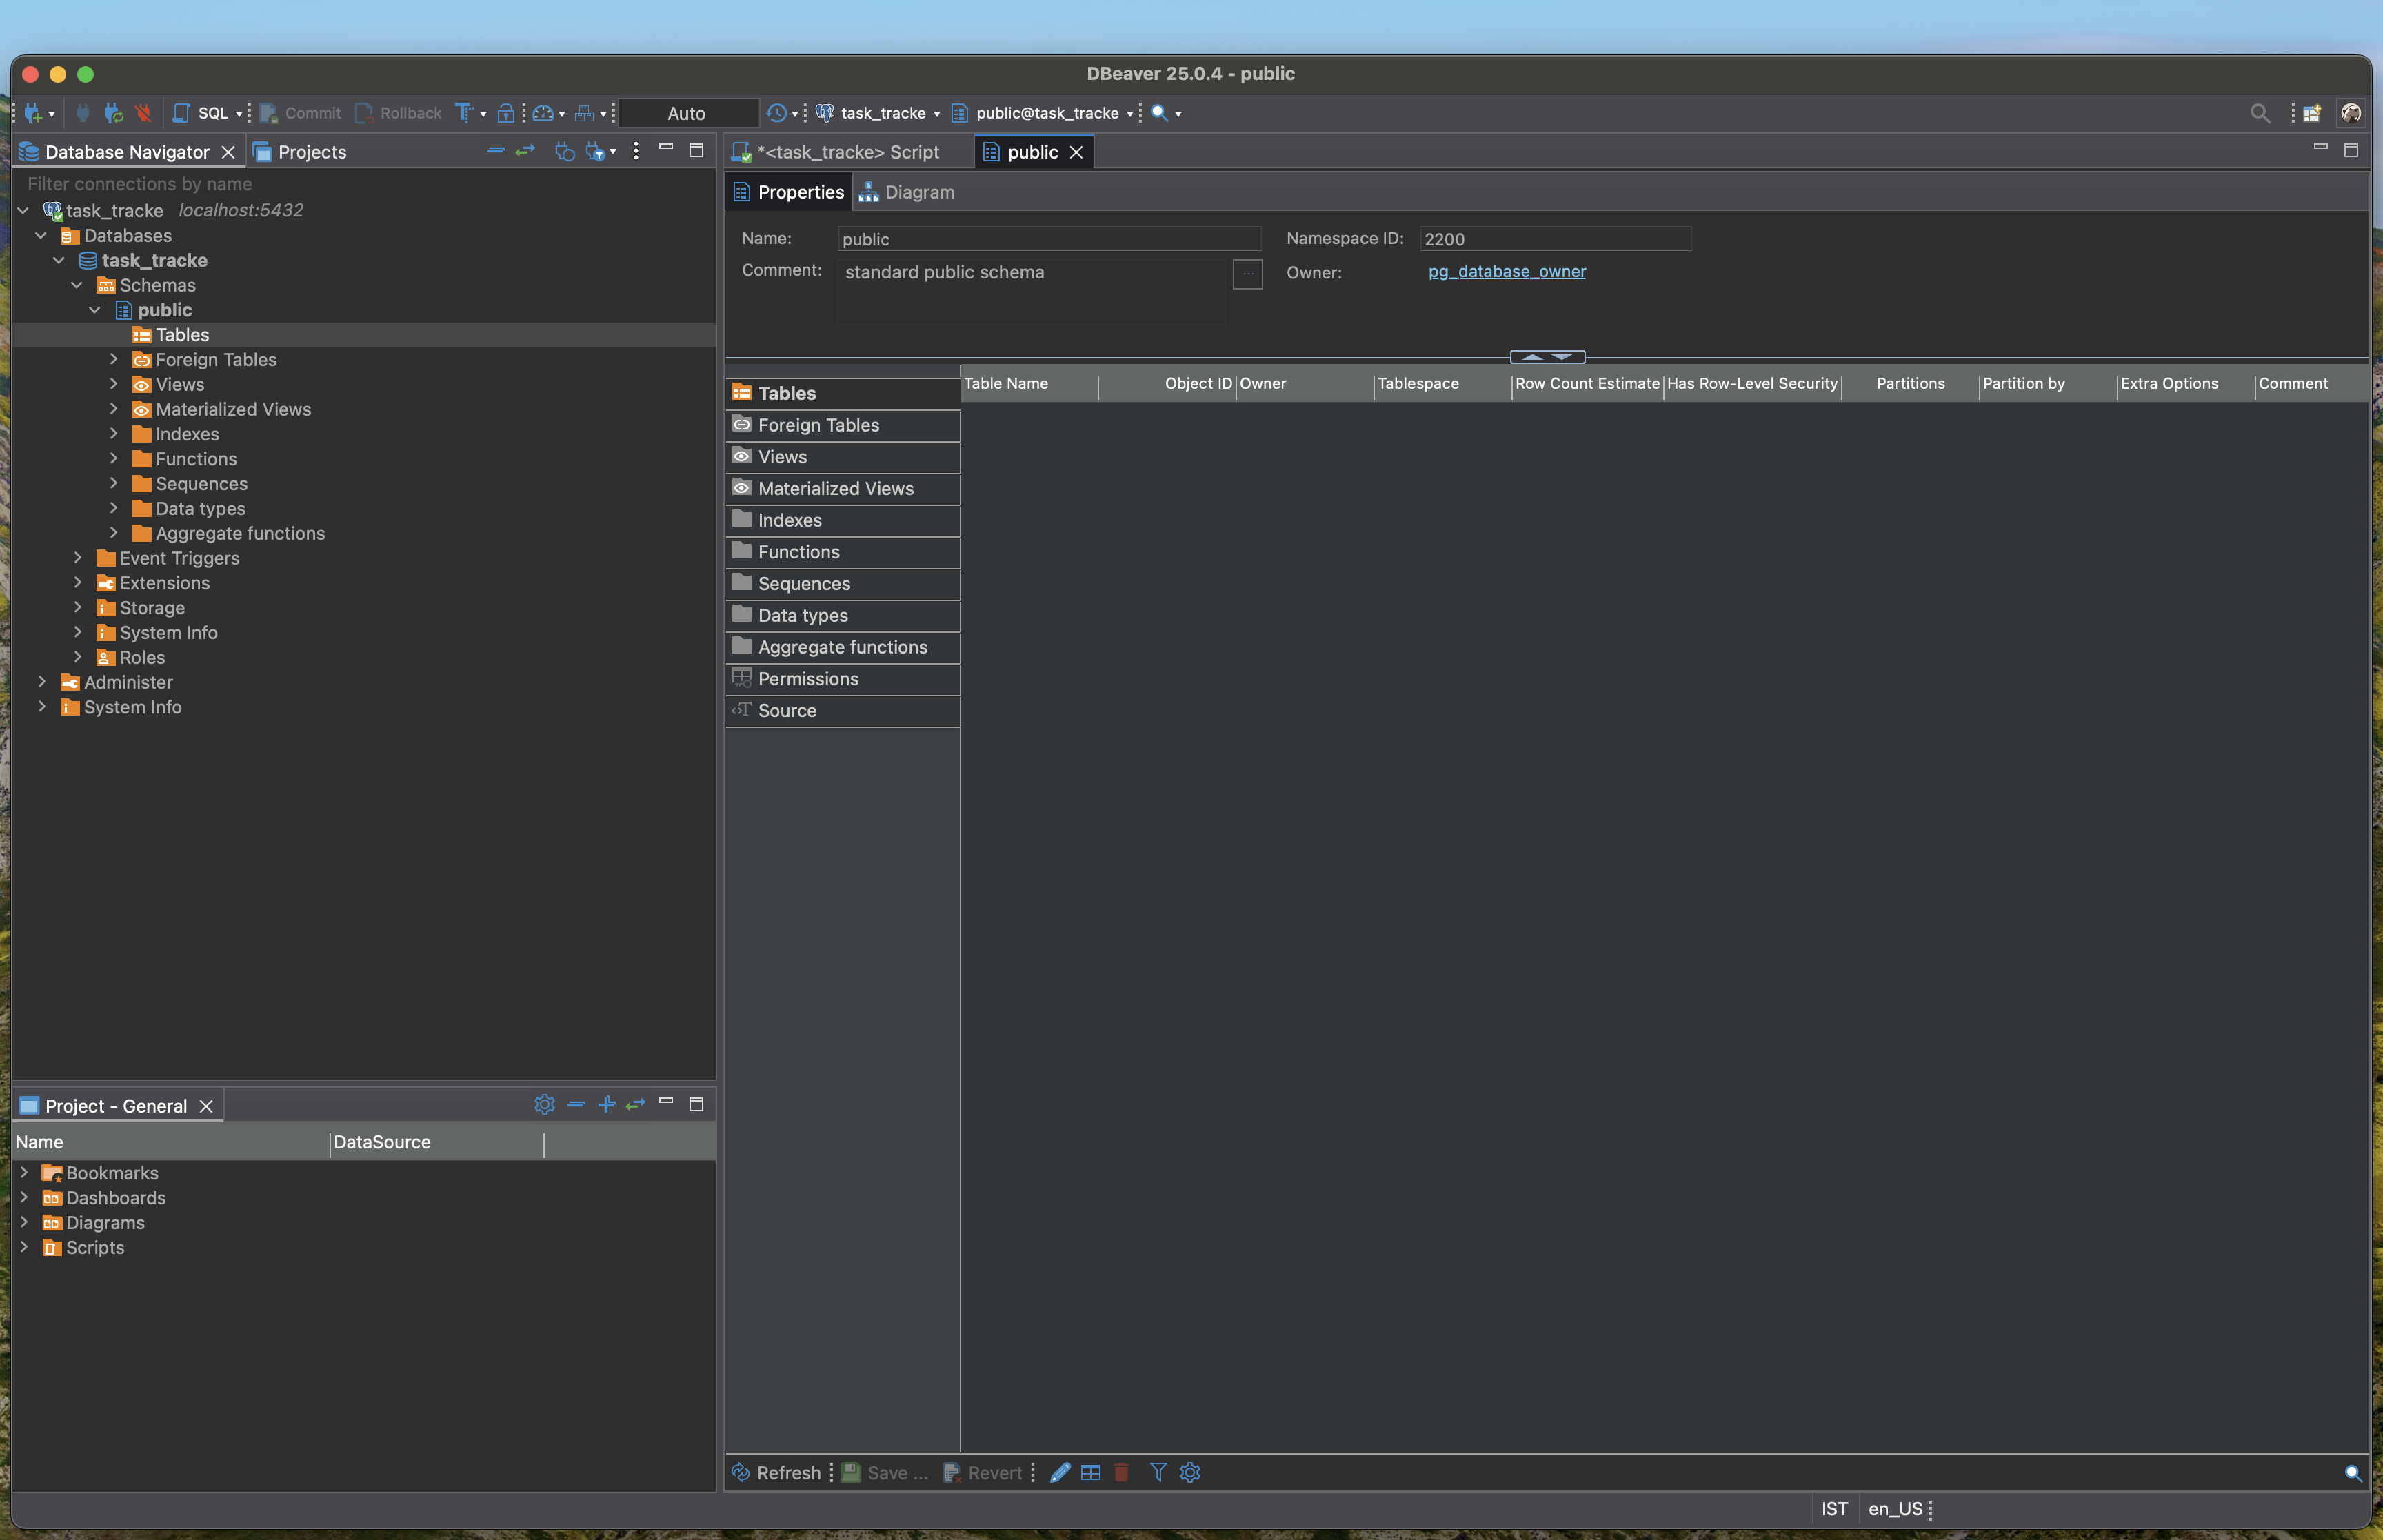 DBeaver 25.0.4 - public
SQL Commit Rollback Auto task_tracke public@task_tracke
Database Navigator Projects
Filter connections by name
task_tracke localhost:5432
Databases
task_tracke
Schemas
public
Tables
Foreign Tables
Views
Materialized Views
Indexes
Functions
Sequences
Data types
Aggregate functions
Event Triggers
Extensions
Storage
System Info
Roles
Administer
System Info
Project - General
Name DataSource
Bookmarks
Dashboards
Diagrams
Scripts
*<task_tracke> Script public
Properties Diagram
Name: public Namespace ID: 2200
Comment: standard public schema ... Owner: pg_database_owner
Tables
Foreign Tables
Views
Materialized Views
Indexes
Functions
Sequences
Data types
Aggregate functions
Permissions
Source
Table Name Object ID Owner Tablespace Row Count Estimate Has Row-Level Security Partitions Partition by Extra Options Comment
Refresh Save ... Revert
IST en_US